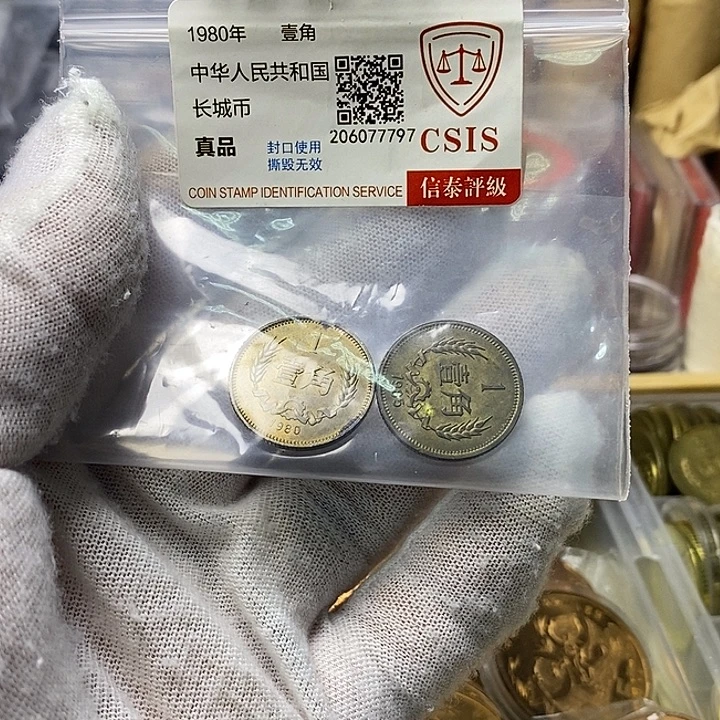 1980年 壹角
中华人民共和国
长城币
真品
封口使用
撕毁无效
206077797
CSIS
COIN STAMP IDENTIFICATION SERVICE
信泰評級
1
壹角
980
1
壹角